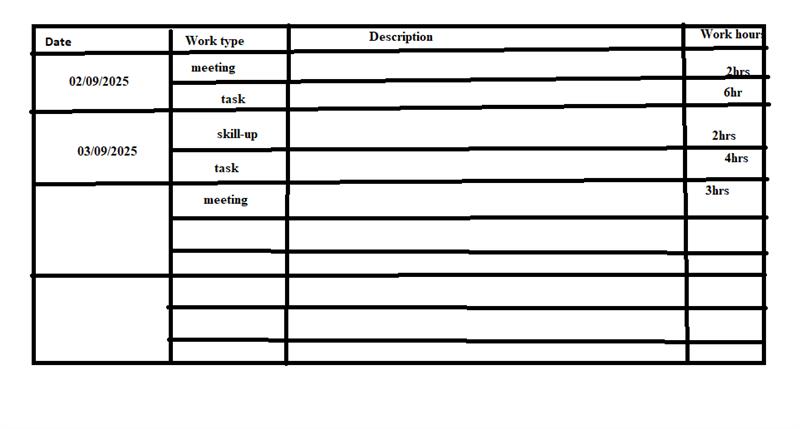 Date Work type Description Work hours
02/09/2025 meeting 2hrs
task 6hr
03/09/2025 skill-up 2hrs
task 4hrs
meeting 3hrs